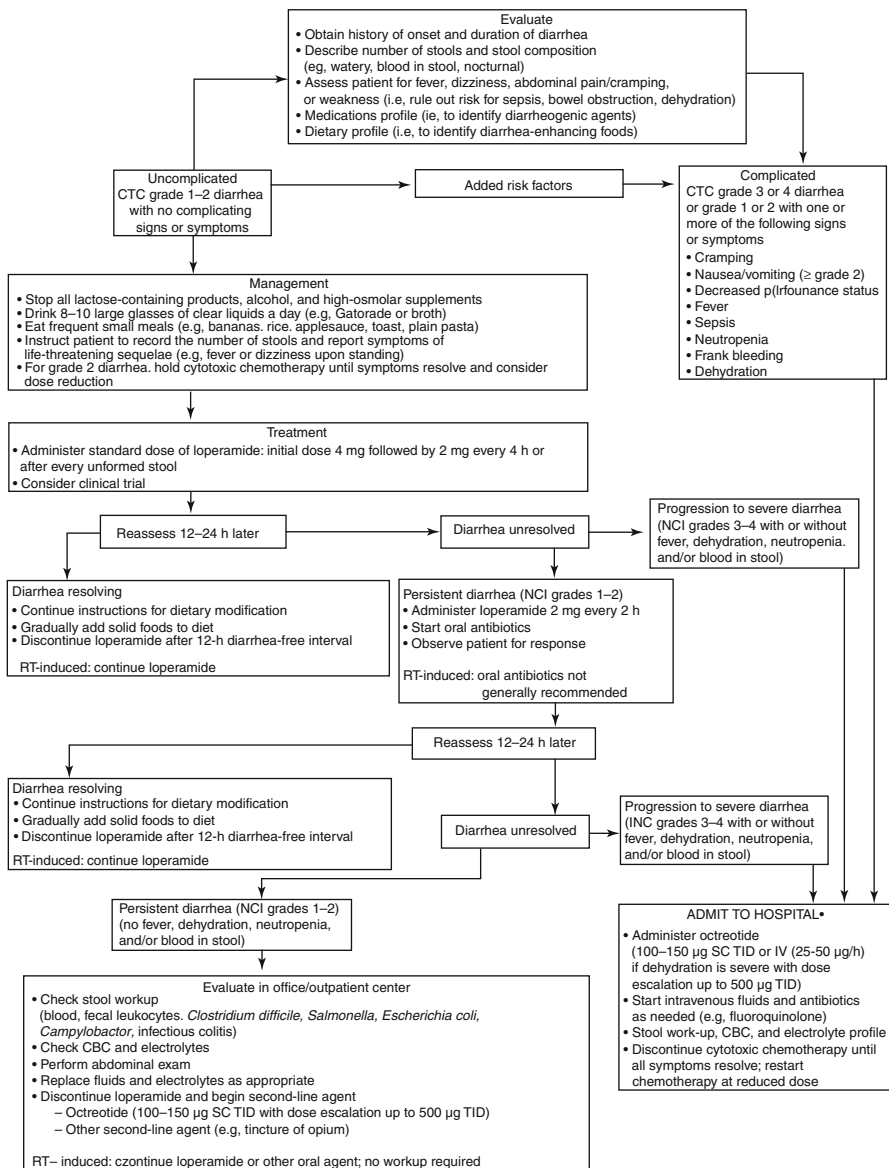 Evaluate
• Obtain history of onset and duration of diarrhea
• Describe number of stools and stool composition
(eg, watery, blood in stool, nocturnal)
• Assess patient for fever, dizziness, abdominal pain/cramping,
or weakness (i.e, rule out risk for sepsis, bowel obstruction, dehydration)
• Medications profile (ie, to identify diarrheogenic agents)
• Dietary profile (i.e, to identify diarrhea-enhancing foods)
Uncomplicated
CTC grade 1–2 diarrhea
with no complicating
signs or symptoms
Added risk factors
Complicated
CTC grade 3 or 4 diarrhea
or grade 1 or 2 with one or
more of the following signs
or symptoms
• Cramping
• Nausea/vomiting (≥ grade 2)
• Decreased p(lrfounance status
• Fever
• Sepsis
• Neutropenia
• Frank bleeding
• Dehydration
Management
• Stop all lactose-containing products, alcohol, and high-osmolar supplements
• Drink 8–10 large glasses of clear liquids a day (e.g, Gatorade or broth)
• Eat frequent small meals (e.g, bananas. rice. applesauce, toast, plain pasta)
• Instruct patient to record the number of stools and report symptoms of
life-threatening sequelae (e.g, fever or dizziness upon standing)
• For grade 2 diarrhea. hold cytotoxic chemotherapy until symptoms resolve and consider
dose reduction
Treatment
• Administer standard dose of loperamide: initial dose 4 mg followed by 2 mg every 4 h or
after every unformed stool
• Consider clinical trial
Reassess 12–24 h later
Diarrhea unresolved
Progression to severe diarrhea
(NCI grades 3–4 with or without
fever, dehydration, neutropenia.
and/or blood in stool)
Diarrhea resolving
• Continue instructions for dietary modification
• Gradually add solid foods to diet
• Discontinue loperamide after 12-h diarrhea-free interval
RT-induced: continue loperamide
Persistent diarrhea (NCI grades 1–2)
• Administer loperamide 2 mg every 2 h
• Start oral antibiotics
• Observe patient for response
RT-induced: oral antibiotics not
generally recommended
Reassess 12–24 h later
Diarrhea resolving
• Continue instructions for dietary modification
• Gradually add solid foods to diet
• Discontinue loperamide after 12-h diarrhea-free interval
RT-induced: continue loperamide
Diarrhea unresolved
Progression to severe diarrhea
(INC grades 3–4 with or without
fever, dehydration, neutropenia,
and/or blood in stool)
Persistent diarrhea (NCI grades 1–2)
(no fever, dehydration, neutropenia,
and/or blood in stool)
ADMIT TO HOSPITAL•
• Administer octreotide
(100–150 µg SC TID or IV (25-50 µg/h)
if dehydration is severe with dose
escalation up to 500 µg TID)
• Start intravenous fluids and antibiotics
as needed (e.g, fluoroquinolone)
• Stool work-up, CBC, and electrolyte profile
• Discontinue cytotoxic chemotherapy until
all symptoms resolve; restart
chemotherapy at reduced dose
Evaluate in office/outpatient center
• Check stool workup
(blood, fecal leukocytes. Clostridium difficile, Salmonella, Escherichia coli,
Campylobactor, infectious colitis)
• Check CBC and electrolytes
• Perform abdominal exam
• Replace fluids and electrolytes as appropriate
• Discontinue loperamide and begin second-line agent
– Octreotide (100–150 µg SC TID with dose escalation up to 500 µg TID)
– Other second-line agent (e.g, tincture of opium)
RT– induced: czontinue loperamide or other oral agent; no workup required